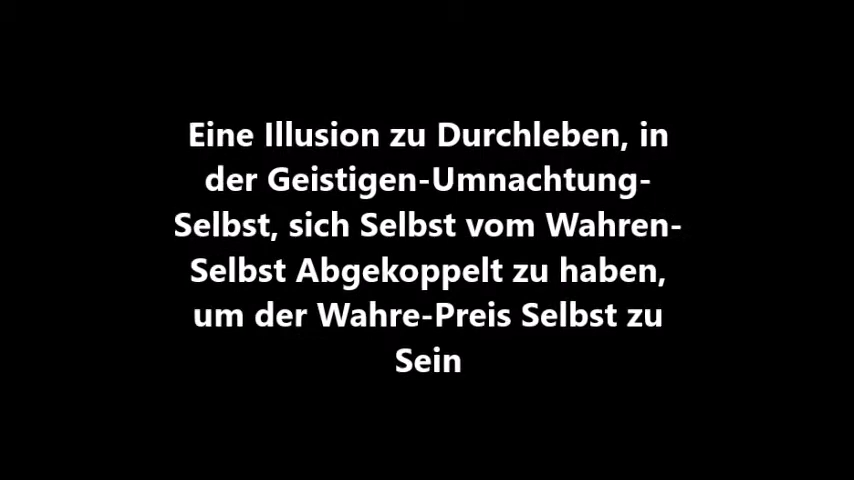 Eine Illusion zu Durchleben, in
der Geistigen-Umnachtung-
Selbst, sich Selbst vom Wahren-
Selbst Abgekoppelt zu haben,
um der Wahre-Preis Selbst zu
Sein